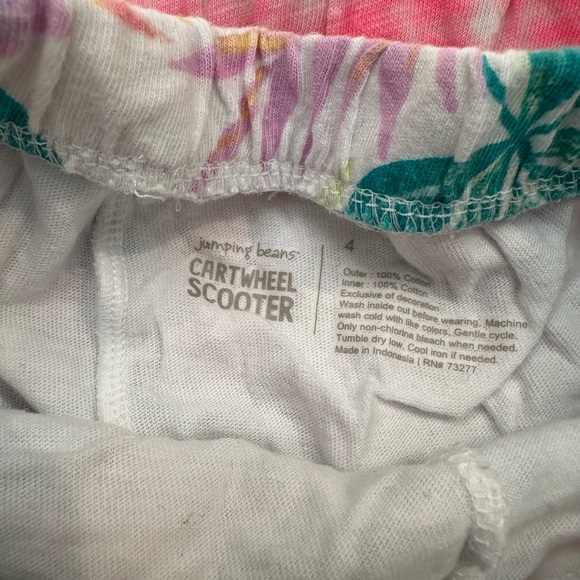 jumping beans
CARTWHEEL
SCOOTER
4
Outer : 100% Cotton
Inner : 100% Cotton
Exclusive of decoration
Wash inside out before wearing. Machine
wash cold with like colors. Gentle cycle.
Only non-chlorine bleach when needed.
Tumble dry low. Cool iron if needed.
Made in Indonesia | RN# 73277